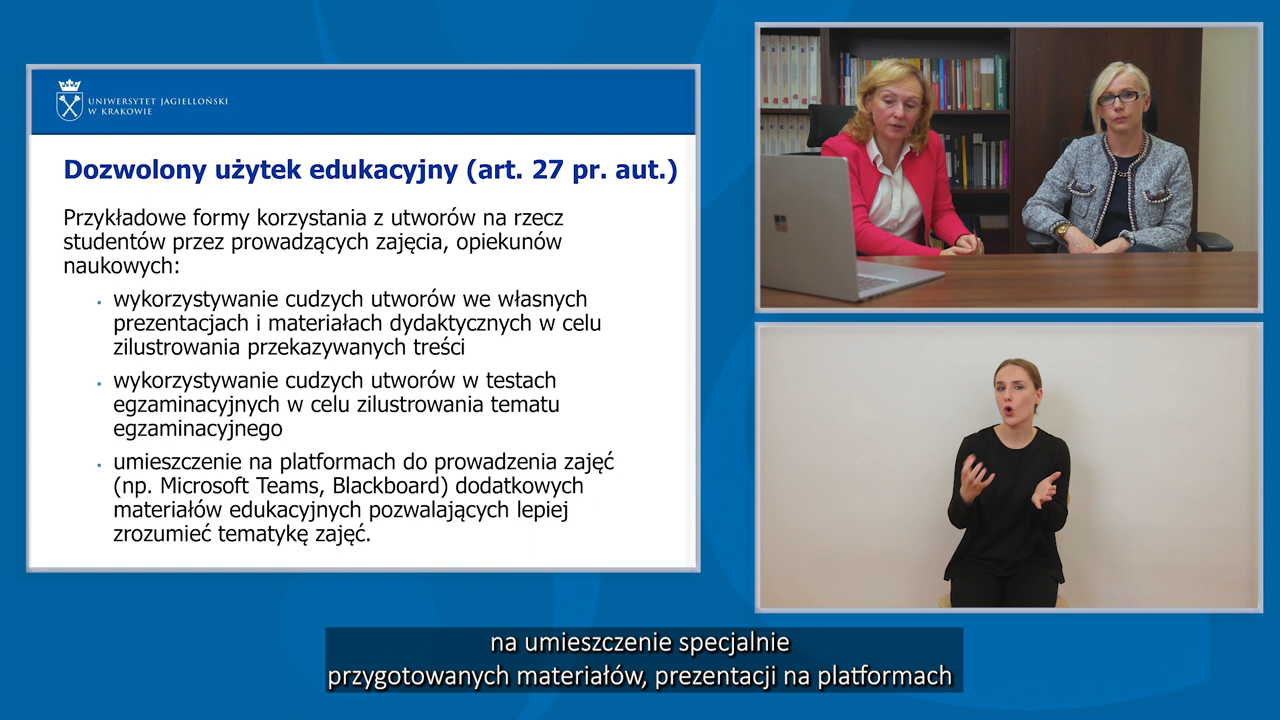 UNIWERSYTET JAGIELLOŃSKI
W KRAKOWIE
Dozwolony użytek edukacyjny (art. 27 pr. aut.)
Przykładowe formy korzystania z utworów na rzecz
studentów przez prowadzących zajęcia, opiekunów
naukowych:
▪ wykorzystywanie cudzych utworów we własnych
prezentacjach i materiałach dydaktycznych w celu
zilustrowania przekazywanych treści
▪ wykorzystywanie cudzych utworów w testach
egzaminacyjnych w celu zilustrowania tematu
egzaminacyjnego
▪ umieszczenie na platformach do prowadzenia zajęć
(np. Microsoft Teams, Blackboard) dodatkowych
materiałów edukacyjnych pozwalających lepiej
zrozumieć tematykę zajęć.
na umieszczenie specjalnie
przygotowanych materiałów, prezentacji na platformach